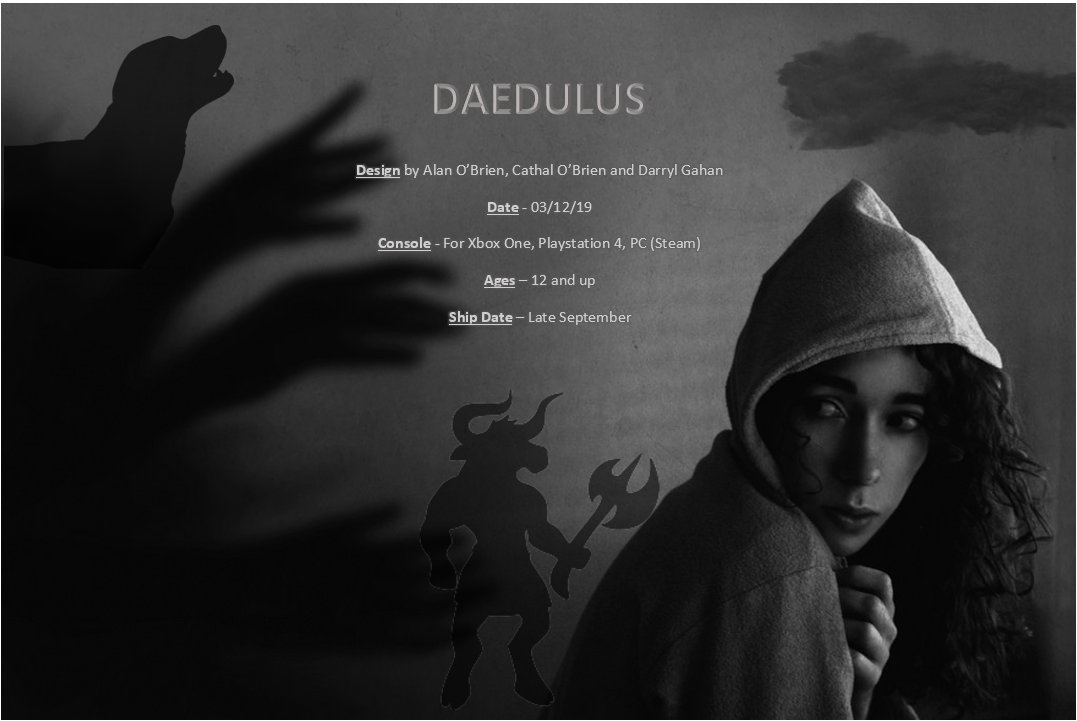 DAEDULUS
Design by Alan O’Brien, Cathal O’Brien and Darryl Gahan
Date - 03/12/19
Console - For Xbox One, Playstation 4, PC (Steam)
Ages – 12 and up
Ship Date – Late September